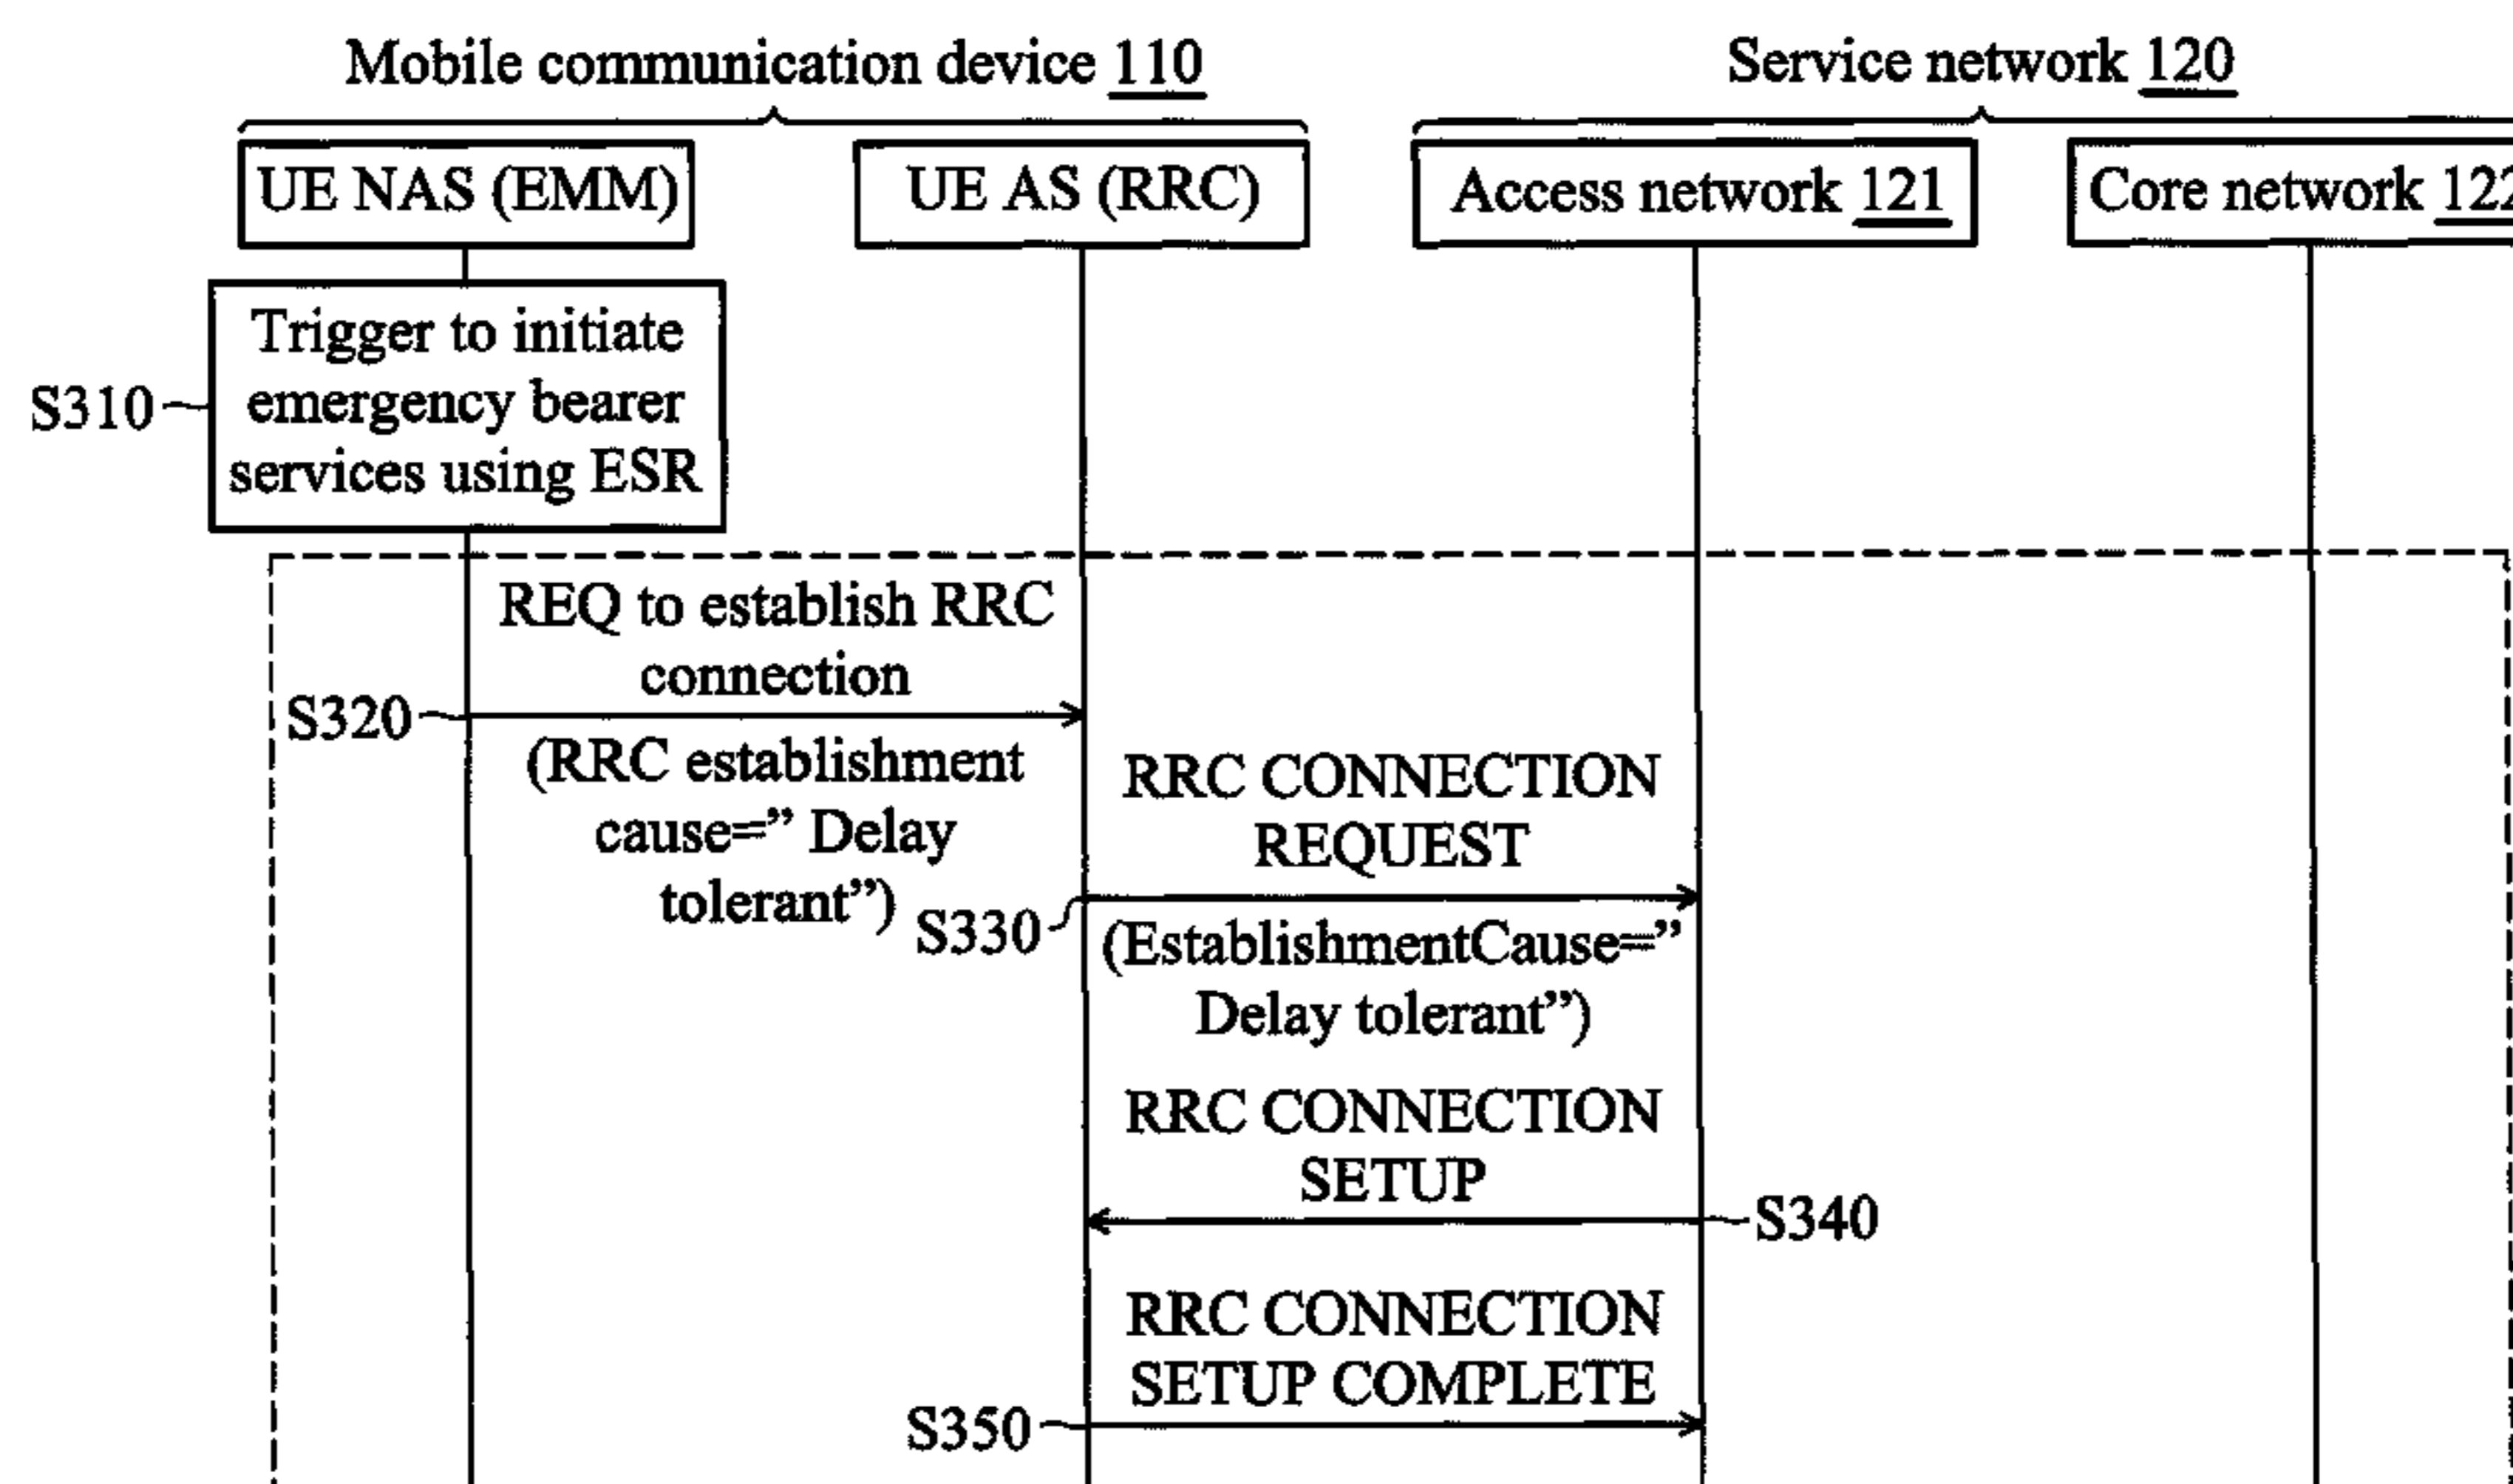 Mobile communication device 110
Service network 120
UE NAS (EMM)
UE AS (RRC)
Access network 121
Core network 122
Trigger to initiate
emergency bearer
services using ESR
S310
REQ to establish RRC
connection
S320
(RRC establishment
cause=” Delay
tolerant”)
RRC CONNECTION
REQUEST
S330
(EstablishmentCause=”
Delay tolerant”)
RRC CONNECTION
SETUP
S340
RRC CONNECTION
SETUP COMPLETE
S350